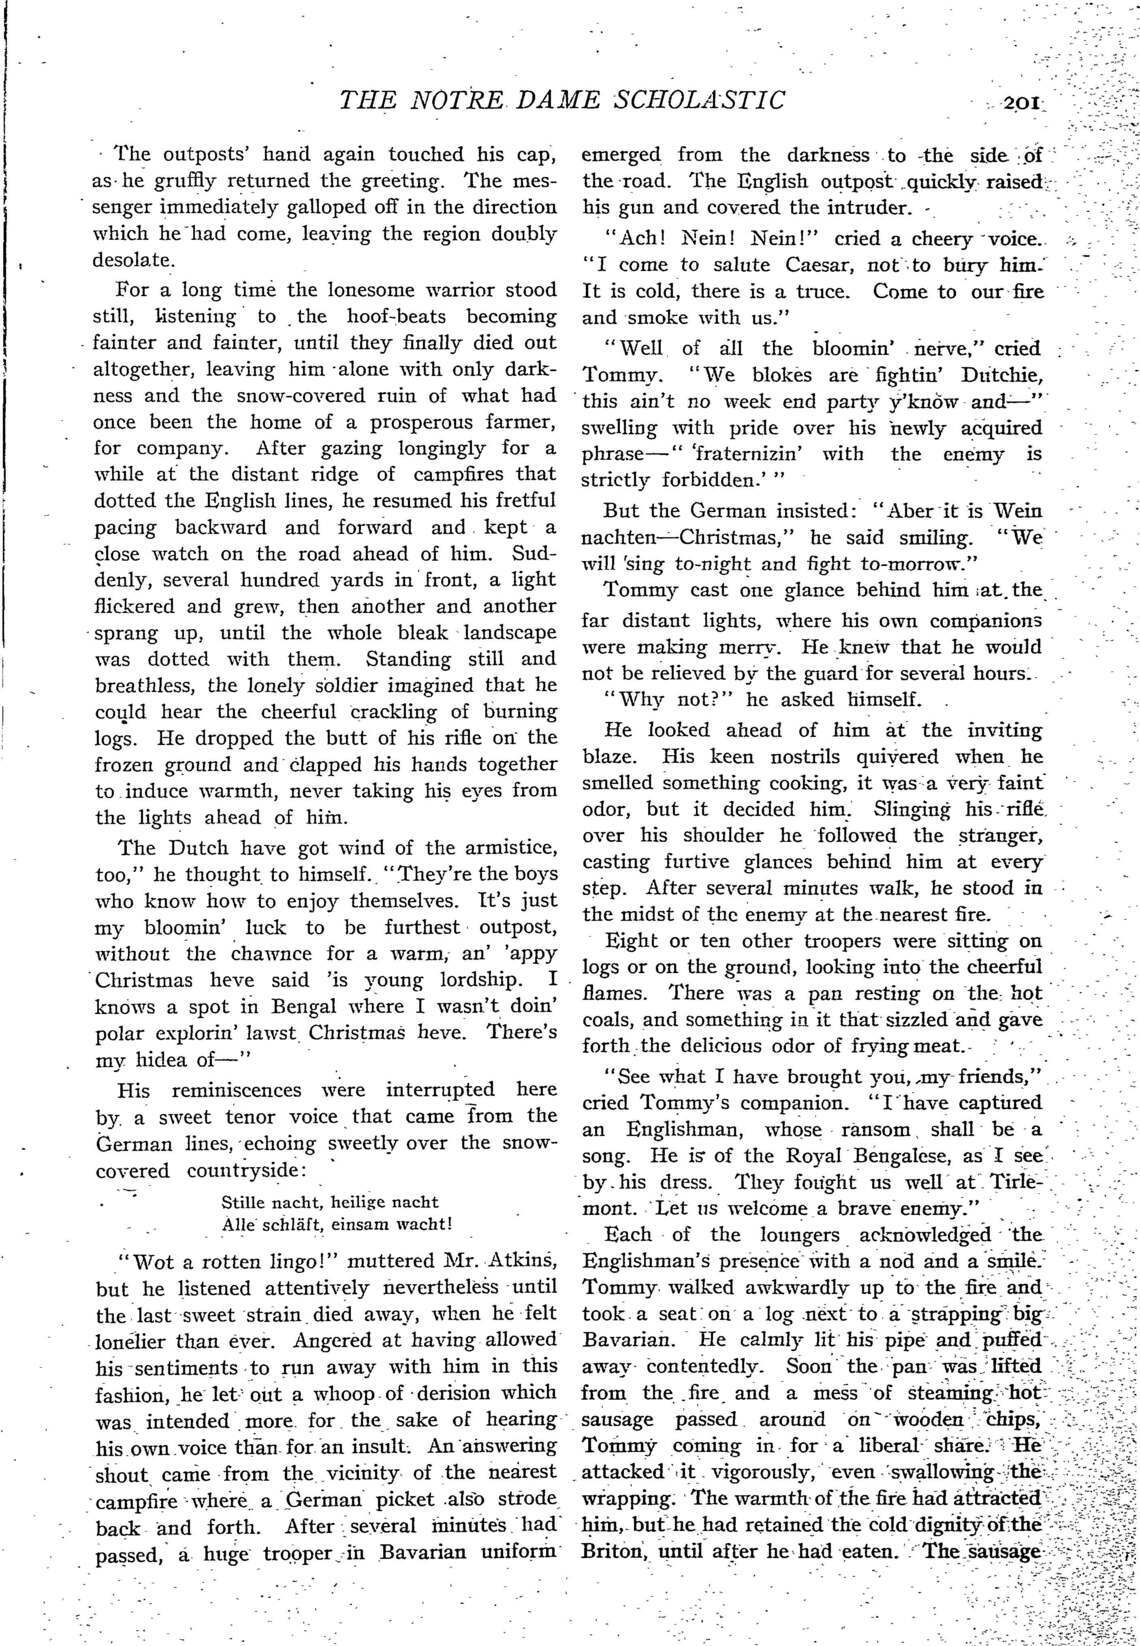 THE NOTRE DAME SCHOLASTIC
201
The outposts' hand again touched his cap,
as he gruffly returned the greeting. The mes-
senger immediately galloped off in the direction
which he had come, leaving the region doubly
desolate.
For a long time the lonesome warrior stood
still, listening to the hoof-beats becoming
fainter and fainter, until they finally died out
altogether, leaving him alone with only dark-
ness and the snow-covered ruin of what had
once been the home of a prosperous farmer,
for company. After gazing longingly for a
while at the distant ridge of campfires that
dotted the English lines, he resumed his fretful
pacing backward and forward and kept a
close watch on the road ahead of him. Sud-
denly, several hundred yards in front, a light
flickered and grew, then another and another
sprang up, until the whole bleak landscape
was dotted with them. Standing still and
breathless, the lonely soldier imagined that he
could hear the cheerful crackling of burning
logs. He dropped the butt of his rifle on the
frozen ground and clapped his hands together
to induce warmth, never taking his eyes from
the lights ahead of him.
The Dutch have got wind of the armistice,
too," he thought to himself. "They're the boys
who know how to enjoy themselves. It's just
my bloomin' luck to be furthest outpost,
without the chawnce for a warm, an' 'appy
Christmas heve said 'is young lordship. I
knows a spot in Bengal where I wasn't doin'
polar explorin' lawst Christmas heve. There's
my hidea of—"
His reminiscences were interrupted here
by a sweet tenor voice that came from the
German lines, echoing sweetly over the snow-
covered countryside:
Stille nacht, heilige nacht
Alle schläft, einsam wacht!
"Wot a rotten lingo!" muttered Mr. Atkins,
but he listened attentively nevertheless until
the last sweet strain died away, when he felt
lonelier than ever. Angered at having allowed
his sentiments to run away with him in this
fashion, he let out a whoop of derision which
was intended more for the sake of hearing
his own voice than for an insult. An answering
shout came from the vicinity of the nearest
campfire where a German picket also strode
back and forth. After several minutes had
passed, a huge trooper in Bavarian uniform
emerged from the darkness to the side of
the road. The English outpost quickly raised
his gun and covered the intruder.
"Ach! Nein! Nein!" cried a cheery voice.
"I come to salute Caesar, not to bury him.
It is cold, there is a truce. Come to our fire
and smoke with us."
"Well of all the bloomin' nerve," cried
Tommy. "We blokes are fightin' Dutchie,
this ain't no week end party y'know and—"
swelling with pride over his newly acquired
phrase—" 'fraternizin' with the enemy is
strictly forbidden.' "
But the German insisted: "Aber it is Wein
nachten—Christmas," he said smiling. "We
will sing to-night and fight to-morrow."
Tommy cast one glance behind him at the
far distant lights, where his own companions
were making merry. He knew that he would
not be relieved by the guard for several hours.
"Why not?" he asked himself.
He looked ahead of him at the inviting
blaze. His keen nostrils quivered when he
smelled something cooking, it was a very faint
odor, but it decided him. Slinging his rifle
over his shoulder he followed the stranger,
casting furtive glances behind him at every
step. After several minutes walk, he stood in
the midst of the enemy at the nearest fire.
Eight or ten other troopers were sitting on
logs or on the ground, looking into the cheerful
flames. There was a pan resting on the hot
coals, and something in it that sizzled and gave
forth the delicious odor of frying meat.
"See what I have brought you, my friends,"
cried Tommy's companion. "I have captured
an Englishman, whose ransom shall be a
song. He is of the Royal Bengalese, as I see
by his dress. They fought us well at Tirle-
mont. Let us welcome a brave enemy."
Each of the loungers acknowledged the
Englishman's presence with a nod and a smile.
Tommy walked awkwardly up to the fire and
took a seat on a log next to a strapping big
Bavarian. He calmly lit his pipe and puffed
away contentedly. Soon the pan was lifted
from the fire and a mess of steaming hot
sausage passed around on wooden chips,
Tommy coming in for a liberal share. He
attacked it vigorously, even swallowing the
wrapping. The warmth of the fire had attracted
him, but he had retained the cold dignity of the
Briton, until after he had eaten. The sausage